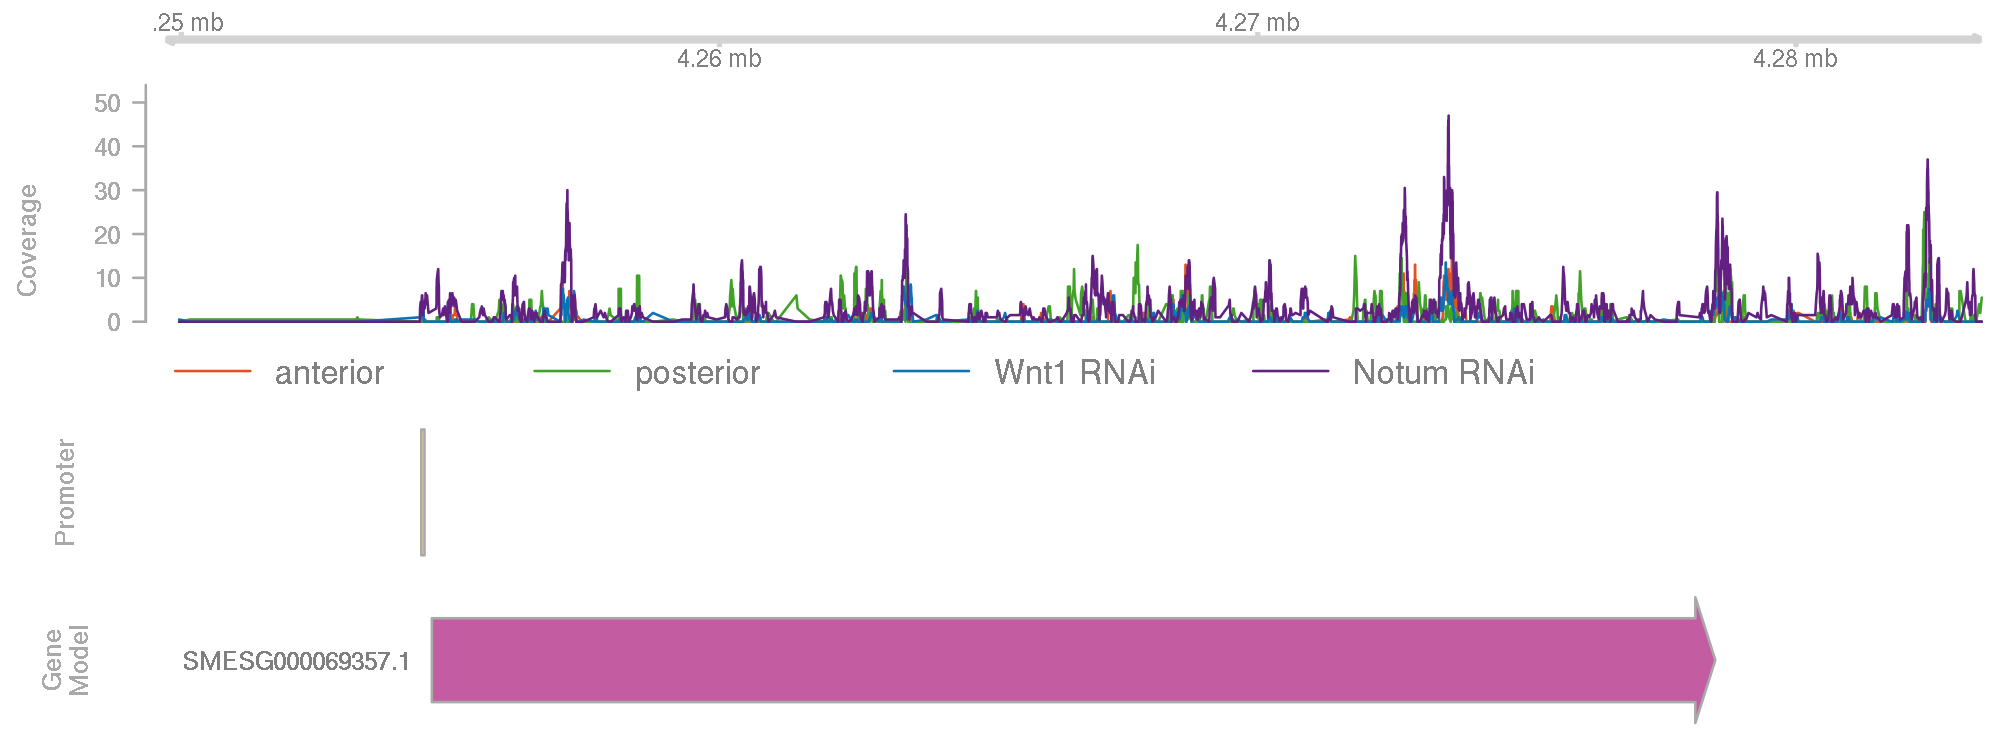 .25 mb
4.27 mb
4.26 mb
4.28 mb
Coverage
50
40
30
20
10
0
anterior posterior Wnt1 RNAi Notum RNAi
Promoter
Gene
Model
SMESG000069357.1